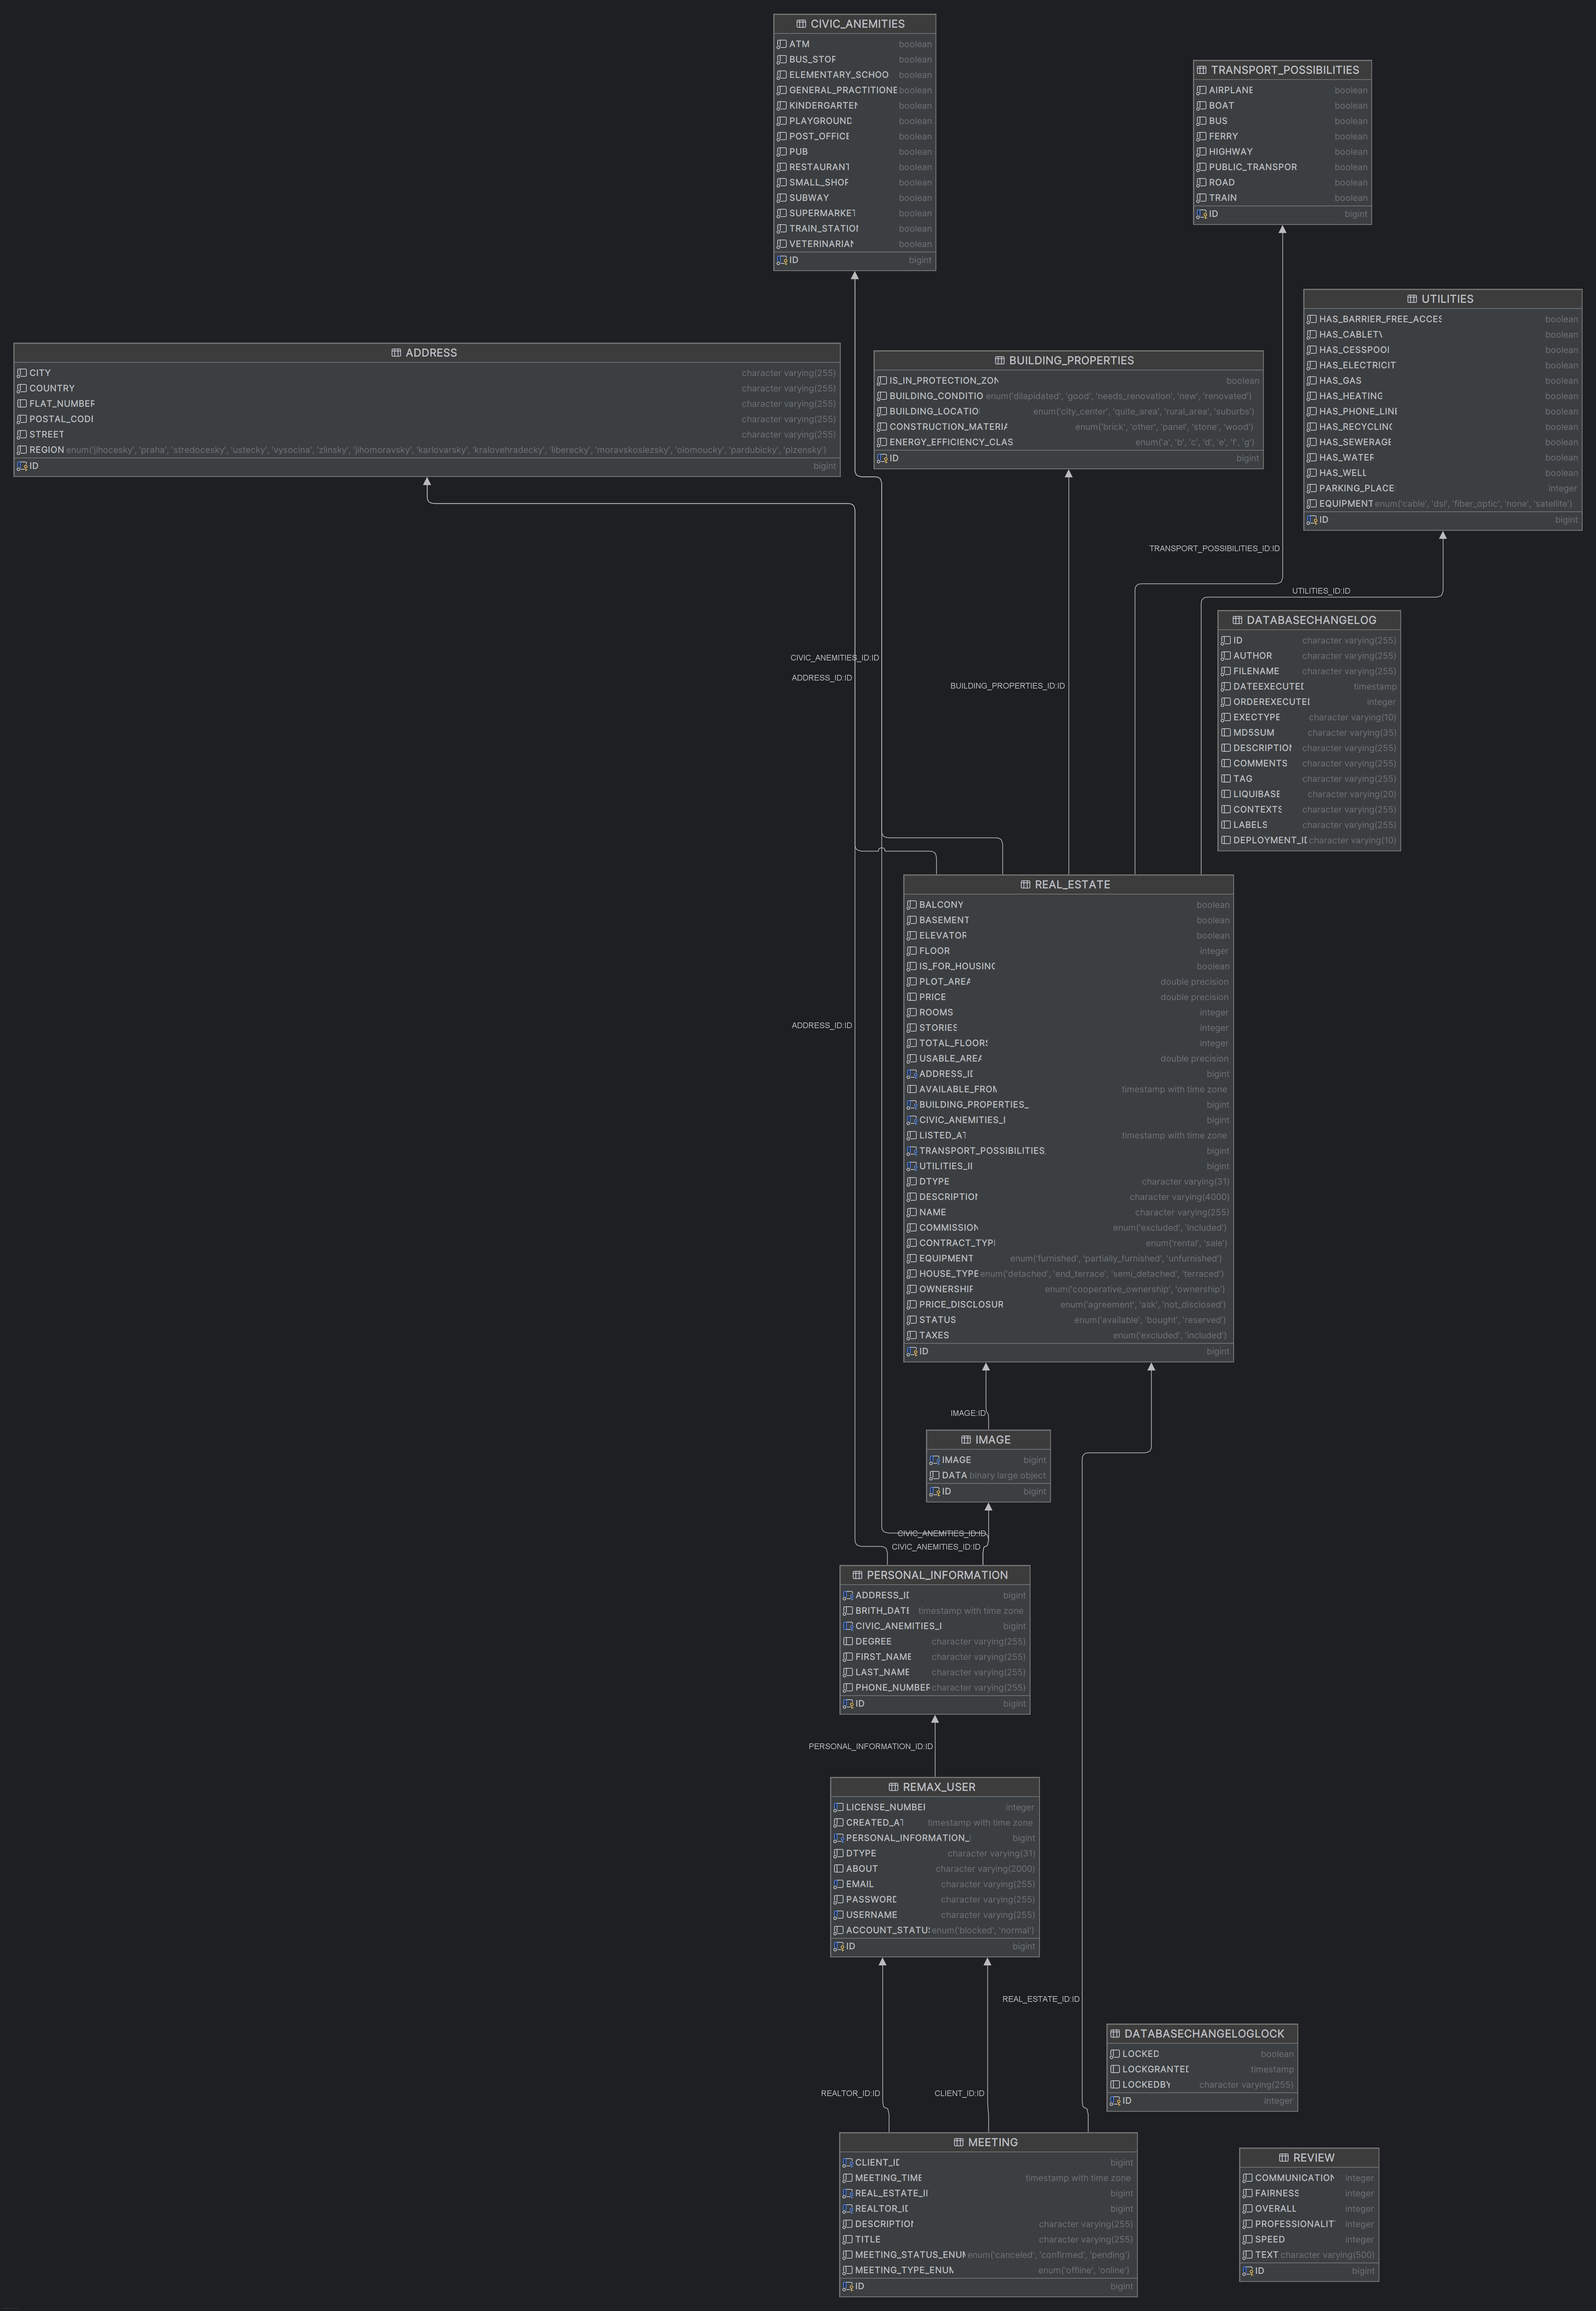 CIVIC_ANEMITIES
ATM boolean
BUS_STOP boolean
ELEMENTARY_SCHOO boolean
GENERAL_PRACTITIONE boolean
KINDERGARTEN boolean
PLAYGROUND boolean
POST_OFFICE boolean
PUB boolean
RESTAURANT boolean
SMALL_SHOP boolean
SUBWAY boolean
SUPERMARKET boolean
TRAIN_STATION boolean
VETERINARIAN boolean
ID bigint
TRANSPORT_POSSIBILITIES
AIRPLANE boolean
BOAT boolean
BUS boolean
FERRY boolean
HIGHWAY boolean
PUBLIC_TRANSPOR boolean
ROAD boolean
TRAIN boolean
ID bigint
UTILITIES
HAS_BARRIER_FREE_ACCES boolean
HAS_CABLETV boolean
HAS_CESSPOOL boolean
HAS_ELECTRICIT boolean
HAS_GAS boolean
HAS_HEATING boolean
HAS_PHONE_LINE boolean
HAS_RECYCLING boolean
HAS_SEWERAGE boolean
HAS_WATER boolean
HAS_WELL boolean
PARKING_PLACE integer
EQUIPMENT enum('cable', 'dsl', 'fiber_optic', 'none', 'satellite')
ID bigint
ADDRESS
CITY character varying(255)
COUNTRY character varying(255)
FLAT_NUMBER character varying(255)
POSTAL_CODE character varying(255)
STREET character varying(255)
REGION enum('jihocesky', 'praha', 'stredocesky', 'ustecky', 'vysocina', 'zlinsky', 'jihomoravsky', 'karlovarsky', 'kralovehradecky', 'liberecky', 'moravskoslezsky', 'olomoucky', 'pardubicky', 'plzensky')
ID bigint
BUILDING_PROPERTIES
IS_IN_PROTECTION_ZON boolean
BUILDING_CONDITIO enum('dilapidated', 'good', 'needs_renovation', 'new', 'renovated')
BUILDING_LOCATIO enum('city_center', 'quite_area', 'rural_area', 'suburbs')
CONSTRUCTION_MATERIA enum('brick', 'other', 'panel', 'stone', 'wood')
ENERGY_EFFICIENCY_CLAS enum('a', 'b', 'c', 'd', 'e', 'f', 'g')
ID bigint
TRANSPORT_POSSIBILITIES_ID:ID
UTILITIES_ID:ID
CIVIC_ANEMITIES_ID:ID
ADDRESS_ID:ID
BUILDING_PROPERTIES_ID:ID
DATABASECHANGELOG
ID character varying(255)
AUTHOR character varying(255)
FILENAME character varying(255)
DATEEXECUTED timestamp
ORDEREXECUTED integer
EXECTYPE character varying(10)
MD5SUM character varying(35)
DESCRIPTION character varying(255)
COMMENTS character varying(255)
TAG character varying(255)
LIQUIBASE character varying(20)
CONTEXTS character varying(255)
LABELS character varying(255)
DEPLOYMENT_ID character varying(10)
REAL_ESTATE
BALCONY boolean
BASEMENT boolean
ELEVATOR boolean
FLOOR integer
IS_FOR_HOUSING boolean
PLOT_AREA double precision
PRICE double precision
ROOMS integer
STORIES integer
TOTAL_FLOORS integer
USABLE_AREA double precision
ADDRESS_ID bigint
AVAILABLE_FROM timestamp with time zone
BUILDING_PROPERTIES_ bigint
CIVIC_ANEMITIES_I bigint
LISTED_AT timestamp with time zone
TRANSPORT_POSSIBILITIES_ bigint
UTILITIES_ID bigint
DTYPE character varying(31)
DESCRIPTION character varying(4000)
NAME character varying(255)
COMMISSION enum('excluded', 'included')
CONTRACT_TYPE enum('rental', 'sale')
EQUIPMENT enum('furnished', 'partially_furnished', 'unfurnished')
HOUSE_TYPE enum('detached', 'end_terrace', 'semi_detached', 'terraced')
OWNERSHIP enum('cooperative_ownership', 'ownership')
PRICE_DISCLOSUR enum('agreement', 'ask', 'not_disclosed')
STATUS enum('available', 'bought', 'reserved')
TAXES enum('excluded', 'included')
ID bigint
ADDRESS_ID:ID
IMAGE:ID
IMAGE
IMAGE bigint
DATA binary large object
ID bigint
CIVIC_ANEMITIES_ID:ID
CIVIC_ANEMITIES_ID:ID
PERSONAL_INFORMATION
ADDRESS_ID bigint
BRITH_DATE timestamp with time zone
CIVIC_ANEMITIES_I bigint
DEGREE character varying(255)
FIRST_NAME character varying(255)
LAST_NAME character varying(255)
PHONE_NUMBER character varying(255)
ID bigint
PERSONAL_INFORMATION_ID:ID
REMAX_USER
LICENSE_NUMBER integer
CREATED_AT timestamp with time zone
PERSONAL_INFORMATION_I bigint
DTYPE character varying(31)
ABOUT character varying(2000)
EMAIL character varying(255)
PASSWORD character varying(255)
USERNAME character varying(255)
ACCOUNT_STATUS enum('blocked', 'normal')
ID bigint
REAL_ESTATE_ID:ID
REALTOR_ID:ID
CLIENT_ID:ID
DATABASECHANGELOGLOCK
LOCKED boolean
LOCKGRANTED timestamp
LOCKEDBY character varying(255)
ID integer
MEETING
CLIENT_ID bigint
MEETING_TIME timestamp with time zone
REAL_ESTATE_ID bigint
REALTOR_ID bigint
DESCRIPTION character varying(255)
TITLE character varying(255)
MEETING_STATUS_ENUM enum('canceled', 'confirmed', 'pending')
MEETING_TYPE_ENUM enum('offline', 'online')
ID bigint
REVIEW
COMMUNICATION integer
FAIRNESS integer
OVERALL integer
PROFESSIONALIT integer
SPEED integer
TEXT character varying(500)
ID bigint